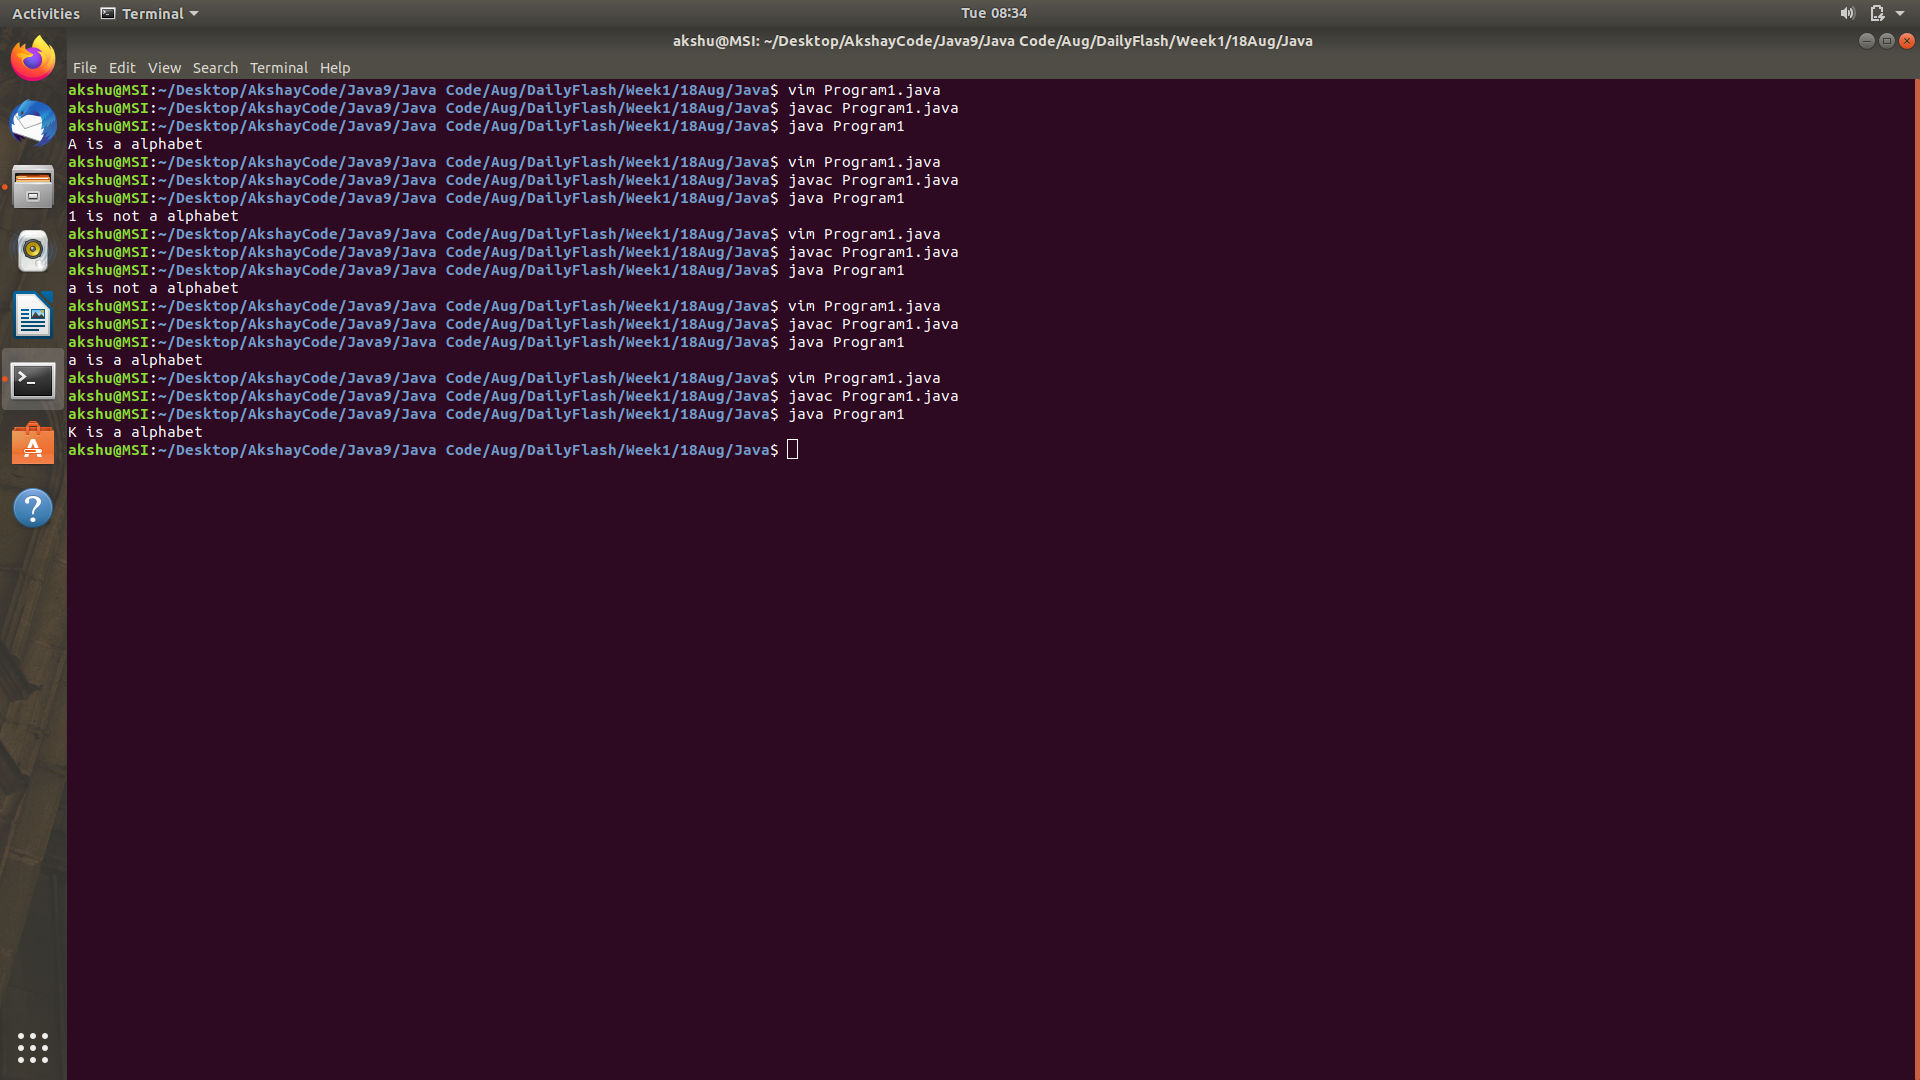 Activities Terminal Tue 08:34
akshu@MSI: ~/Desktop/AkshayCode/Java9/Java Code/Aug/DailyFlash/Week1/18Aug/Java
File Edit View Search Terminal Help
akshu@MSI:~/Desktop/AkshayCode/Java9/Java Code/Aug/DailyFlash/Week1/18Aug/Java$ vim Program1.java
akshu@MSI:~/Desktop/AkshayCode/Java9/Java Code/Aug/DailyFlash/Week1/18Aug/Java$ javac Program1.java
akshu@MSI:~/Desktop/AkshayCode/Java9/Java Code/Aug/DailyFlash/Week1/18Aug/Java$ java Program1
A is a alphabet
akshu@MSI:~/Desktop/AkshayCode/Java9/Java Code/Aug/DailyFlash/Week1/18Aug/Java$ vim Program1.java
akshu@MSI:~/Desktop/AkshayCode/Java9/Java Code/Aug/DailyFlash/Week1/18Aug/Java$ javac Program1.java
akshu@MSI:~/Desktop/AkshayCode/Java9/Java Code/Aug/DailyFlash/Week1/18Aug/Java$ java Program1
1 is not a alphabet
akshu@MSI:~/Desktop/AkshayCode/Java9/Java Code/Aug/DailyFlash/Week1/18Aug/Java$ vim Program1.java
akshu@MSI:~/Desktop/AkshayCode/Java9/Java Code/Aug/DailyFlash/Week1/18Aug/Java$ javac Program1.java
akshu@MSI:~/Desktop/AkshayCode/Java9/Java Code/Aug/DailyFlash/Week1/18Aug/Java$ java Program1
a is not a alphabet
akshu@MSI:~/Desktop/AkshayCode/Java9/Java Code/Aug/DailyFlash/Week1/18Aug/Java$ vim Program1.java
akshu@MSI:~/Desktop/AkshayCode/Java9/Java Code/Aug/DailyFlash/Week1/18Aug/Java$ javac Program1.java
akshu@MSI:~/Desktop/AkshayCode/Java9/Java Code/Aug/DailyFlash/Week1/18Aug/Java$ java Program1
a is a alphabet
akshu@MSI:~/Desktop/AkshayCode/Java9/Java Code/Aug/DailyFlash/Week1/18Aug/Java$ vim Program1.java
akshu@MSI:~/Desktop/AkshayCode/Java9/Java Code/Aug/DailyFlash/Week1/18Aug/Java$ javac Program1.java
akshu@MSI:~/Desktop/AkshayCode/Java9/Java Code/Aug/DailyFlash/Week1/18Aug/Java$ java Program1
K is a alphabet
akshu@MSI:~/Desktop/AkshayCode/Java9/Java Code/Aug/DailyFlash/Week1/18Aug/Java$